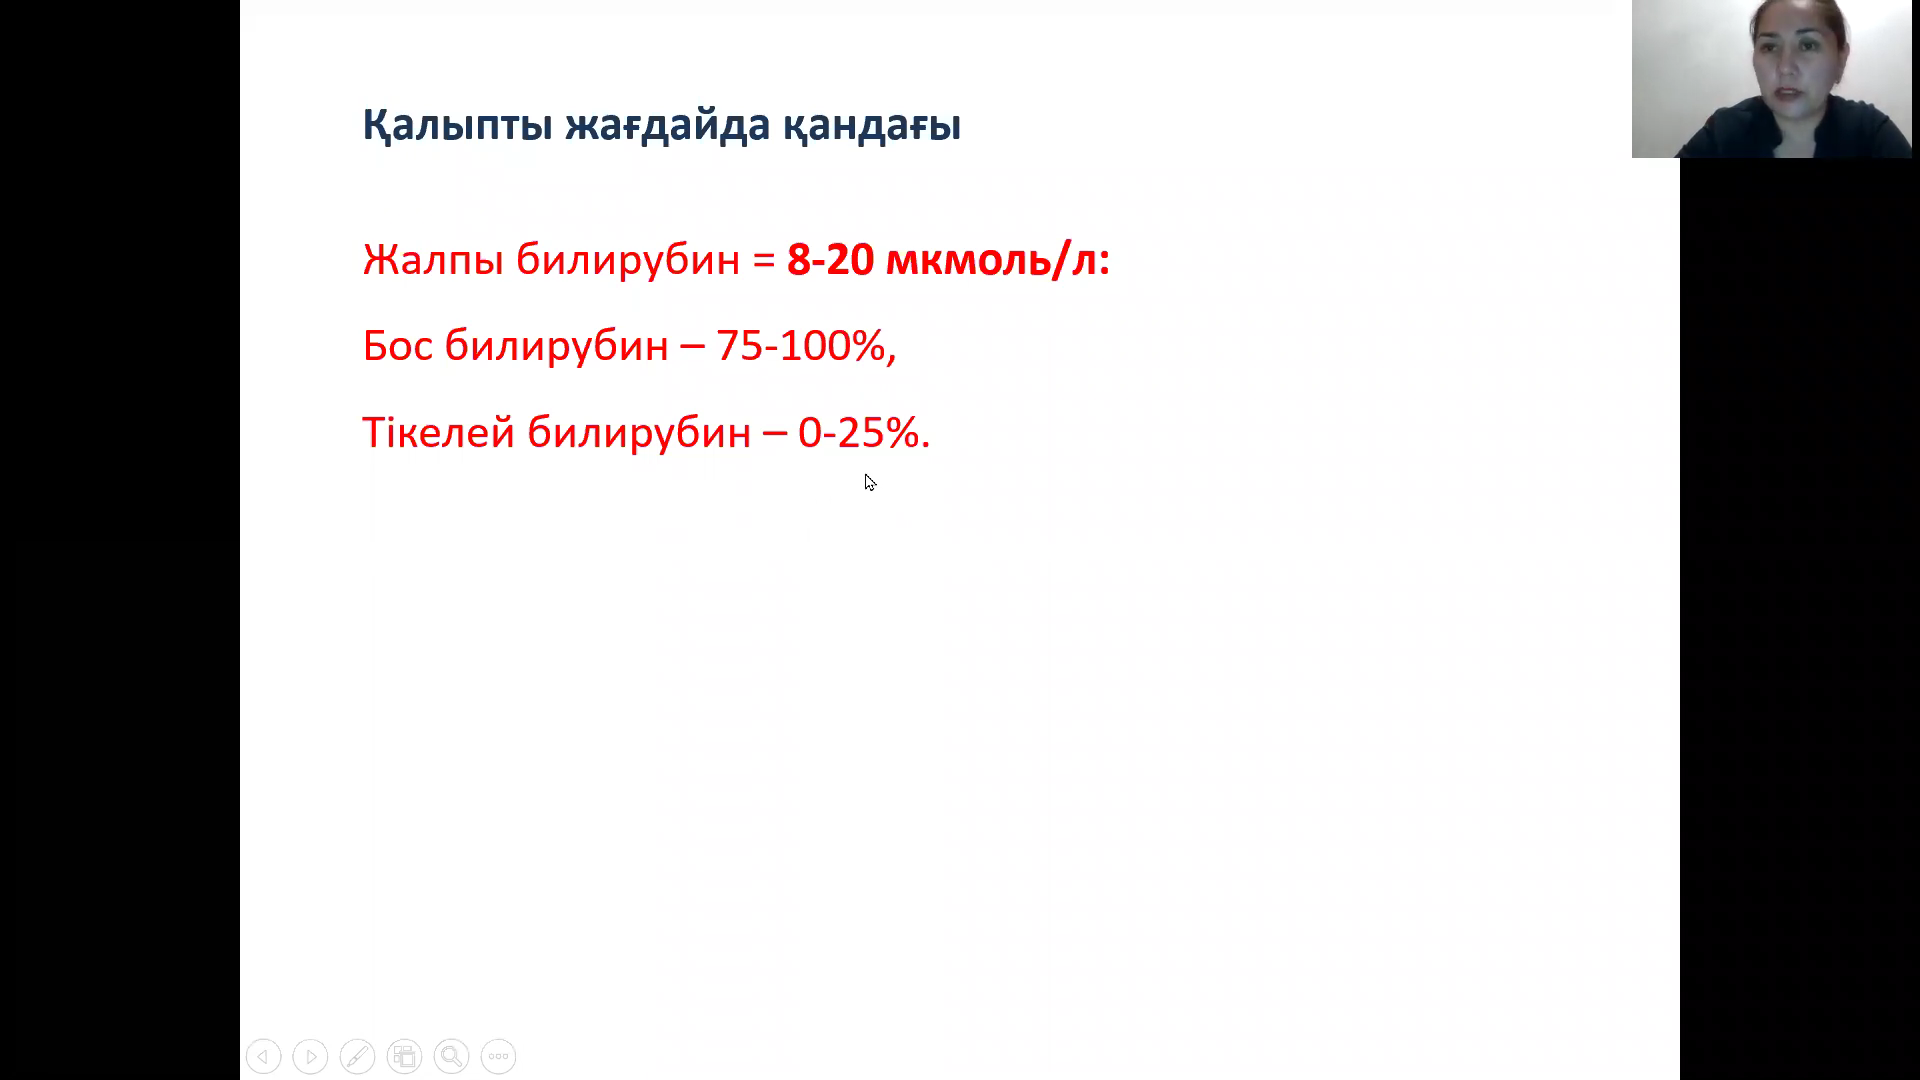 Қалыпты жағдайда қандағы
Жалпы билирубин = 8-20 мкмоль/л:
Бос билирубин – 75-100%,
Тікелей билирубин – 0-25%.